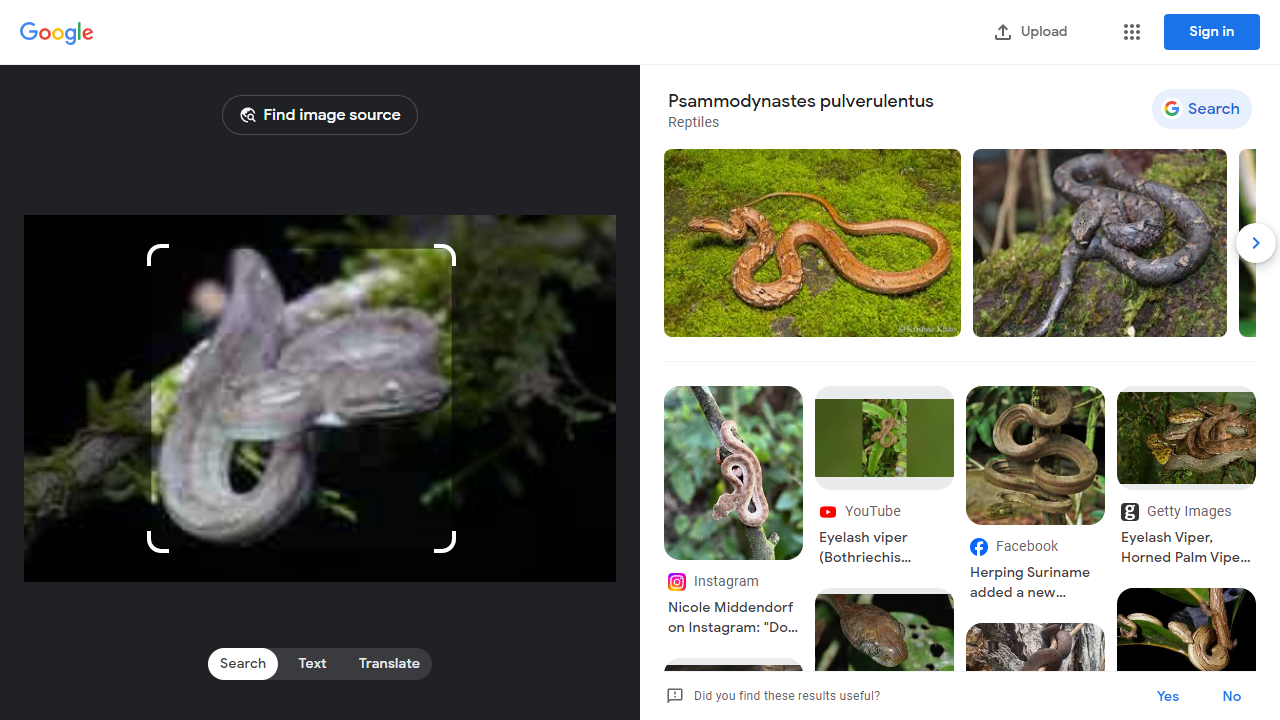 Google
Upload
Sign in
Find image source
Search
Text
Translate
Psammodynastes pulverulentus
Reptiles
Search
Instagram
Nicole Middendorf
on Instagram: "Do...
YouTube
Eyelash viper
(Bothriechis...
Facebook
Herping Suriname
added a new...
Getty Images
Eyelash Viper,
Horned Palm Vipe...
Did you find these results useful?
Yes
No